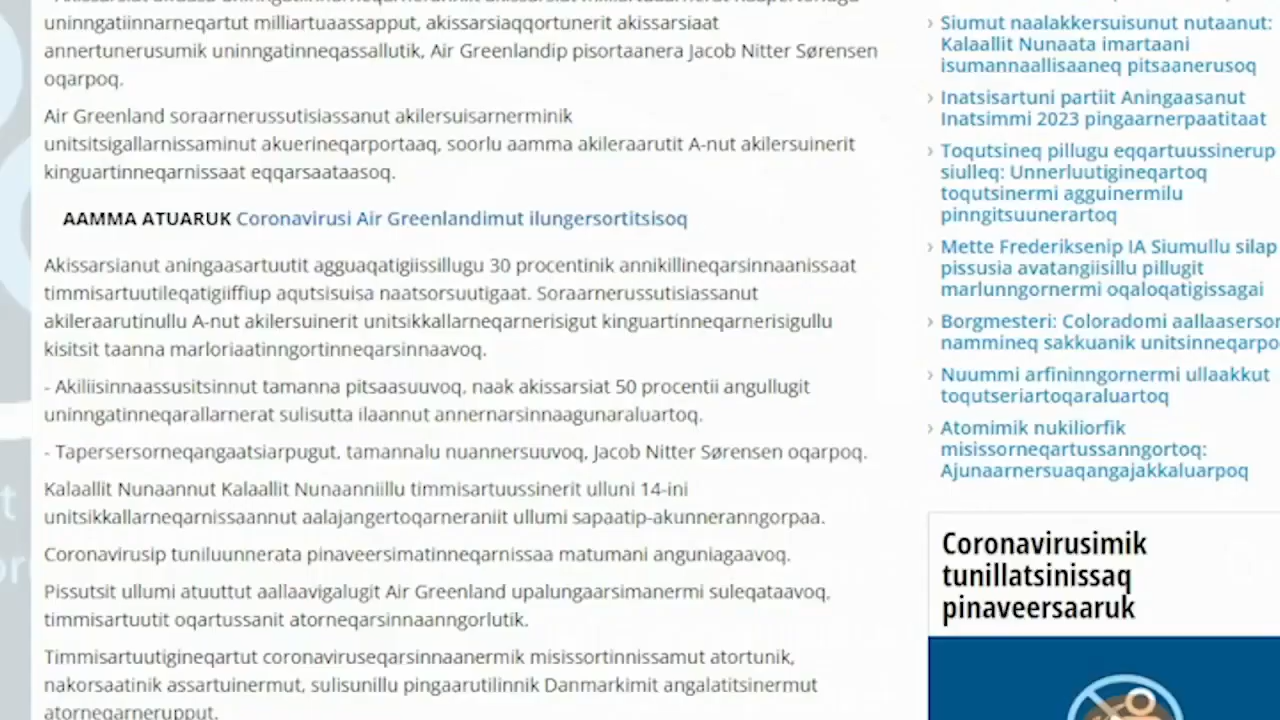 uninngatiinnarneqartut milliartuaassapput, akissarsiaqqortunerit akissarsiaat
annertunerusumik uninngatinneqassallutik, Air Greenlandip pisortaanera Jacob Nitter Sørensen
oqarpoq.
Air Greenland soraarnerussutisiassanut akilersuisarnerminik
unitsitsigallarnissaminut akuerineqarportaaq, soorlu aamma akileraarutit A-nut akilersuinerit
kinguartinneqarnissaat eqqarsaataasoq.
AAMMA ATUARUK Coronavirusi Air Greenlandimut ilungersortitsisoq
Akissarsianut aningaasartuutit agguaqatigiissillugu 30 procentinik annikillineqarsinnaanissaat
timmisartuutileqatigiiffiup aqutsisuisa naatsorsuutigaat. Soraarnerussutisiassanut
akileraarutinullu A-nut akilersuinerit unitsikkallarneqarnerisigut kinguartinneqarnerisigullu
kisitsit taanna marloriaatinngortinneqarsinnaavoq.
- Akiliisinnaassusitsinnut tamanna pitsaasuuvoq, naak akissarsiat 50 procentii angullugit
uninngatinneqarallarnerat sulisutta ilaannut annernarsinnaagunaraluartoq.
- Tapersersorneqangaatsiarpugut, tamannalu nuannersuuvoq, Jacob Nitter Sørensen oqarpoq.
Kalaallit Nunaannut Kalaallit Nunaanniillu timmisartuussinerit ulluni 14-ini
unitsikkallarneqarnissaannut aalajangertoqarneraniit ullumi sapaatip-akunneranngorpaa.
Coronavirusip tuniluunnerata pinaveersimatinneqarnissaa matumani anguniagaavoq.
Pissutsit ullumi atuuttut aallaavigalugit Air Greenland upalungaarsimanermi suleqataavoq,
timmisartuutit oqartussanit atorneqarsinnaanngorlutik.
Timmisartuutigineqartut coronaviruseqarsinnaanermik misissortinnissamut atortunik,
nakorsaatinik assartuinermut, sulisunillu pingaarutilinnik Danmarkimit angalatitsinermut
atorneqarnerupput.
› Siumut naalakkersuisunut nutaanut:
Kalaallit Nunaata imartaani
isumannaallisaaneq pitsaanerusoq
› Inatsisartuni partiit Aningaasanut
Inatsimmi 2023 pingaarnerpaatitaat
› Toqutsineq pillugu eqqartuussinerup
siulleq: Unnerluutigineqartoq
toqutsinermi agguinermilu
pinngitsuunerartoq
› Mette Frederiksenip IA Siumullu silap
pissusia avatangiisillu pillugit
marlunngornermi oqaloqatigissagai
› Borgmesteri: Coloradomi
nammineq sakkuanik
› Nuummi arfininngornermi ullaakkut
toqutseriartoqaraluartoq
› Atomimik nukiliorfik
misissorneqartussanngortoq:
Ajunaarnersuaqangajakkaluarpoq
Coronavirusimik
tunillatsinissaq
pinaveersaaruk